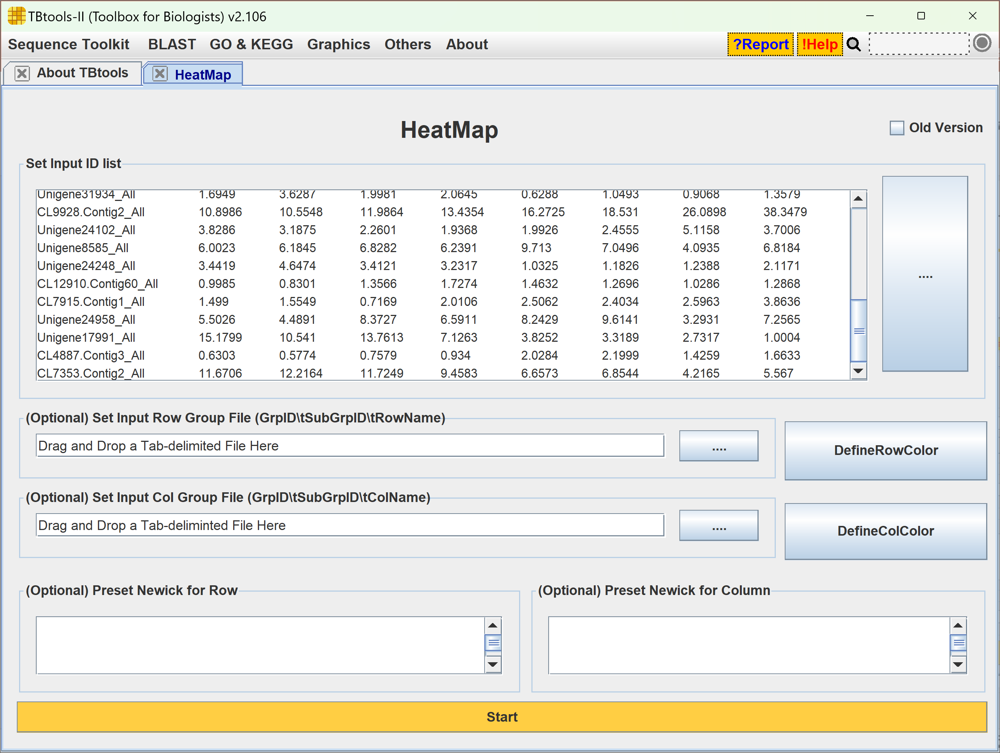 TBtools-II (Toolbox for Biologists) v2.106
Sequence Toolkit BLAST GO & KEGG Graphics Others About ?Report !Help
About TBtools HeatMap
HeatMap
Old Version
Set Input ID list
Unigene31934_All 1.6949 3.6287 1.9981 2.0645 0.6288 1.0493 0.9068 1.3579
CL9928.Contig2_All 10.8986 10.5548 11.9864 13.4354 16.2725 18.531 26.0898 38.3479
Unigene24102_All 3.8286 3.1875 2.2601 1.9368 1.9926 2.4555 5.1158 3.7006
Unigene8585_All 6.0023 6.1845 6.8282 6.2391 9.713 7.0496 4.0935 6.8184
Unigene24248_All 3.4419 4.6474 3.4121 3.2317 1.0325 1.1826 1.2388 2.1171
CL12910.Contig60_All 0.9985 0.8301 1.3566 1.7274 1.4632 1.2696 1.0286 1.2868
CL7915.Contig1_All 1.499 1.5549 0.7169 2.0106 2.5062 2.4034 2.5963 3.8636
Unigene24958_All 5.5026 4.4891 8.3727 6.5911 8.2429 9.6141 3.2931 7.2565
Unigene17991_All 15.1799 10.541 13.7613 7.1263 3.8252 3.3189 2.7317 1.0004
CL4887.Contig3_All 0.6303 0.5774 0.7579 0.934 2.0284 2.1999 1.4259 1.6633
CL7353.Contig2_All 11.6706 12.2164 11.7249 9.4583 6.6573 6.8544 4.2165 5.567
....
(Optional) Set Input Row Group File (GrpID\tSubGrpID\tRowName)
Drag and Drop a Tab-delimited File Here
....
DefineRowColor
(Optional) Set Input Col Group File (GrpID\tSubGrpID\tColName)
Drag and Drop a Tab-deliminted File Here
....
DefineColColor
(Optional) Preset Newick for Row
(Optional) Preset Newick for Column
Start